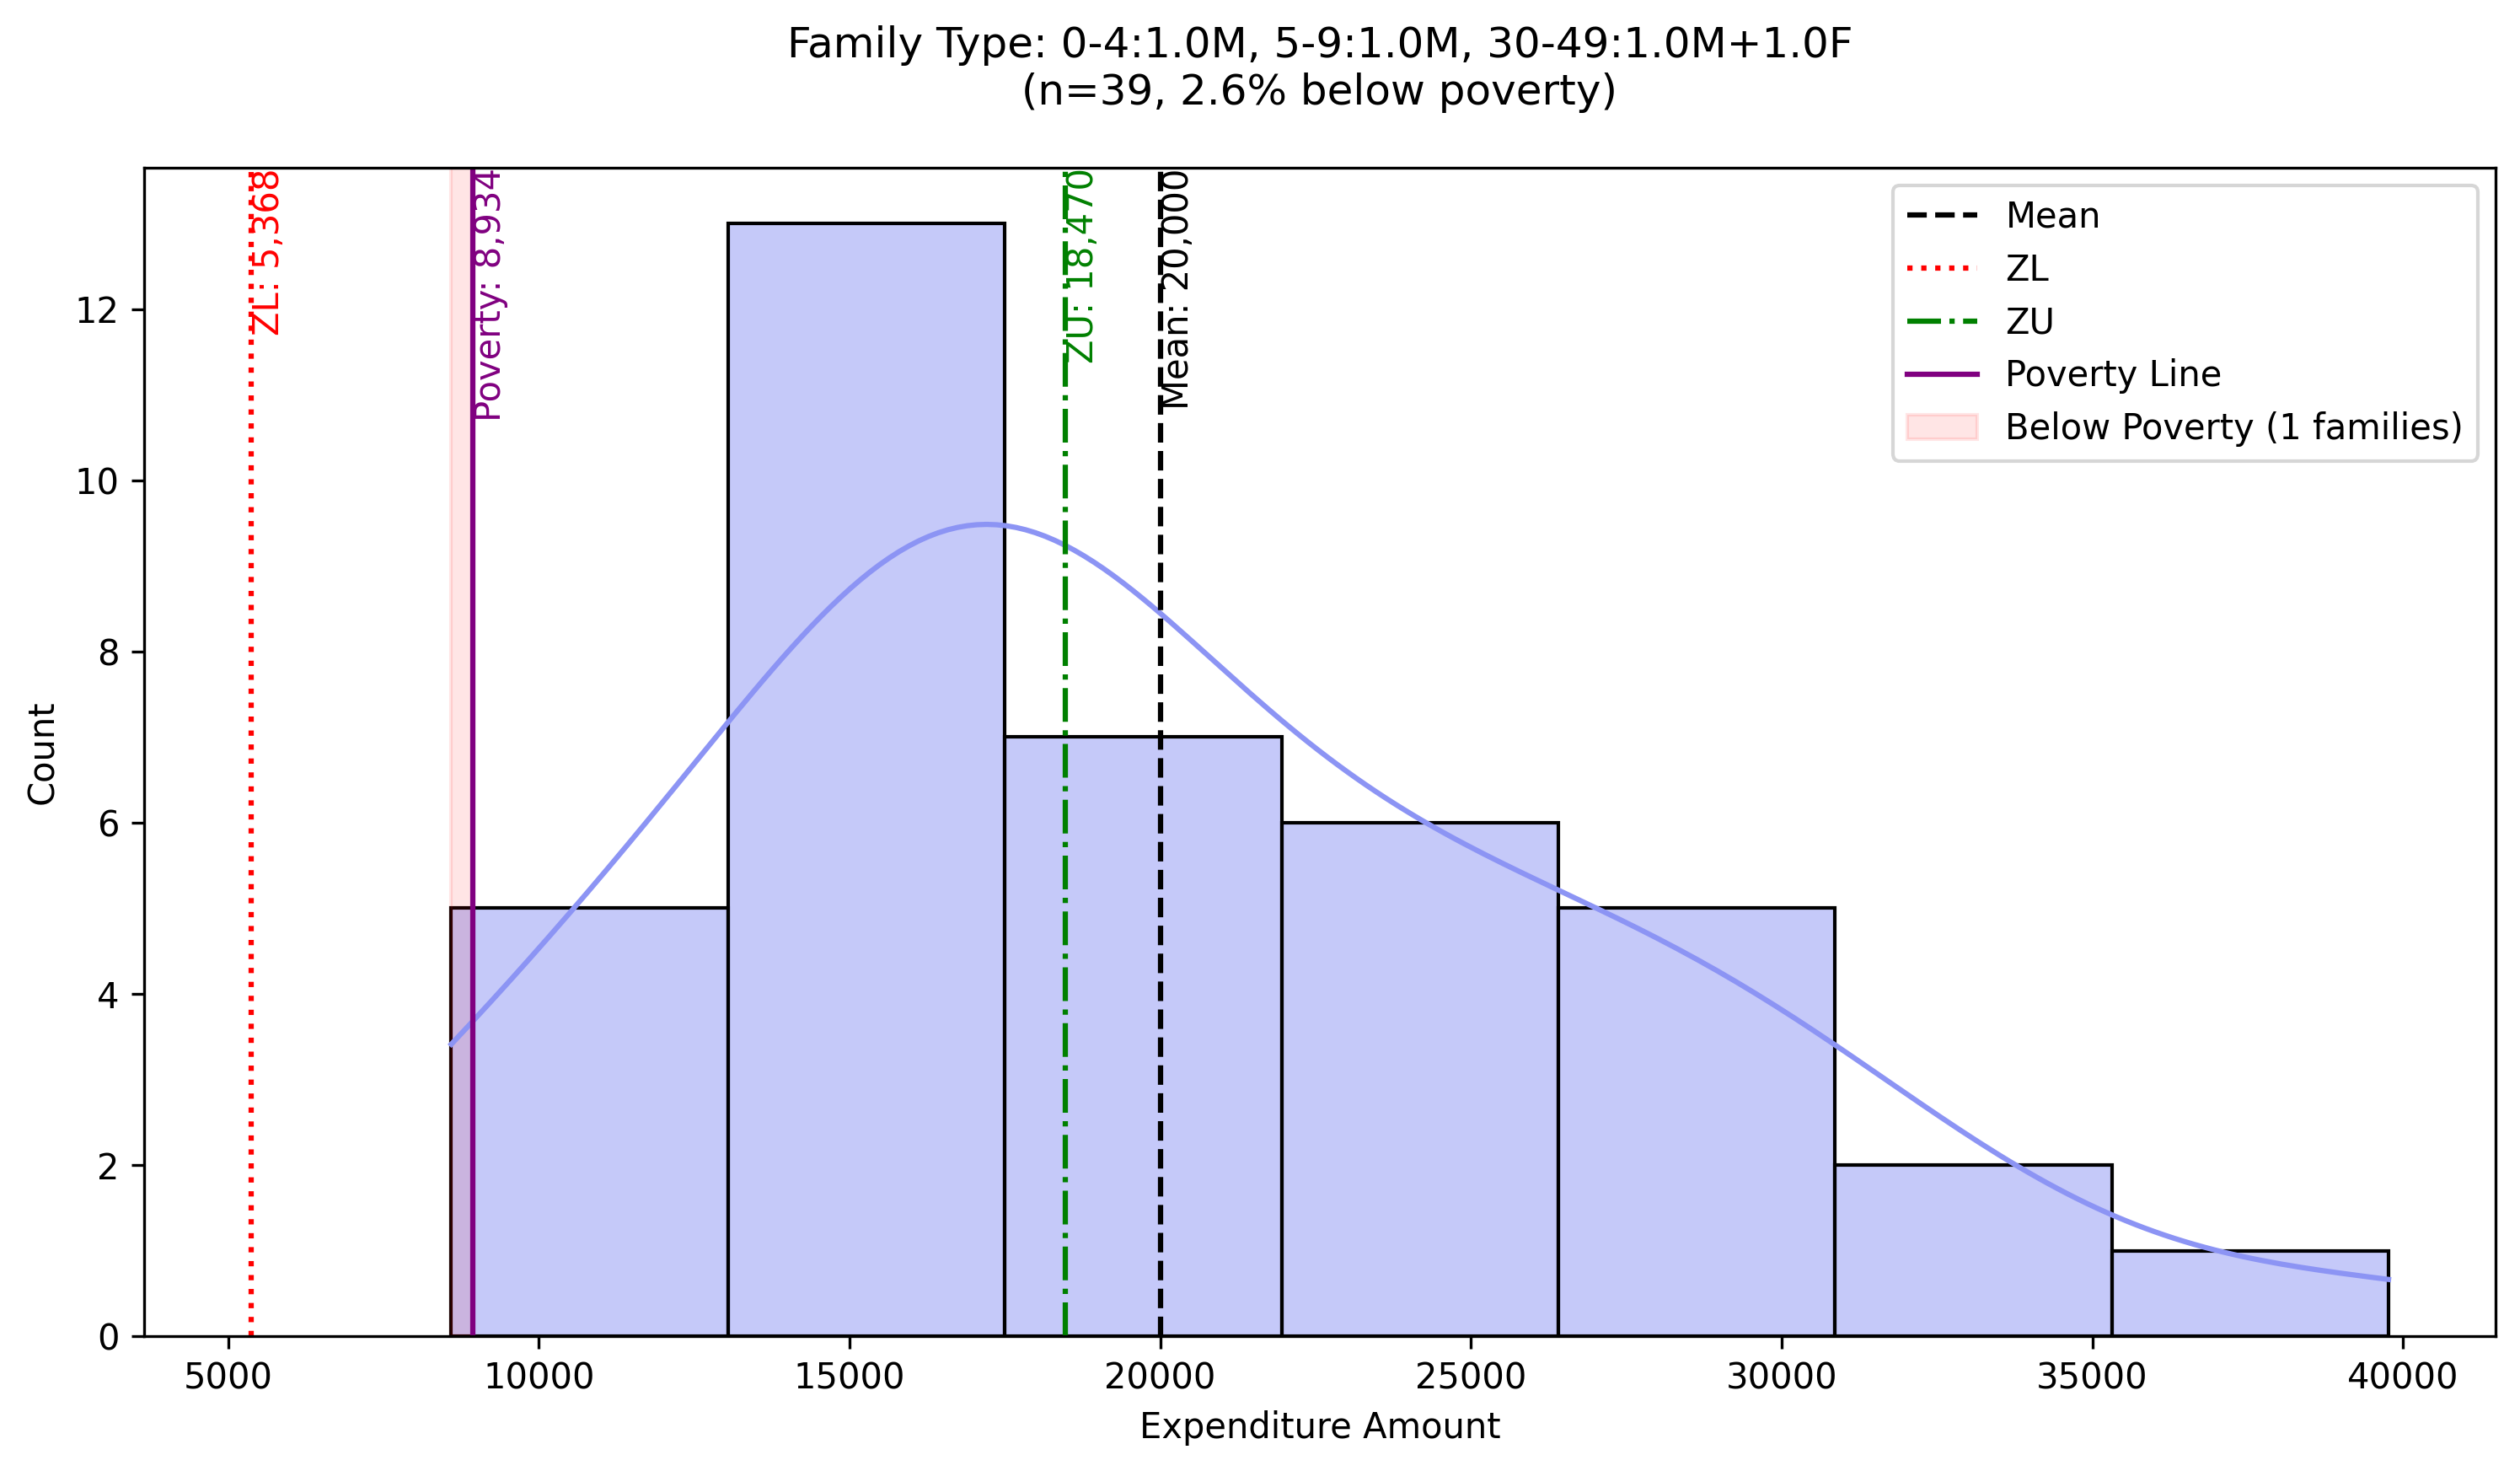 Family Type: 0-4:1.0M, 5-9:1.0M, 30-49:1.0M+1.0F
(n=39, 2.6% below poverty)
ZL: 5,368
Poverty: 8,934
ZU: 18,470
Mean: 20,000
Mean
ZL
ZU
Poverty Line
Below Poverty (1 families)
Count
12
10
8
6
4
2
0
5000 10000 15000 20000 25000 30000 35000 40000
Expenditure Amount